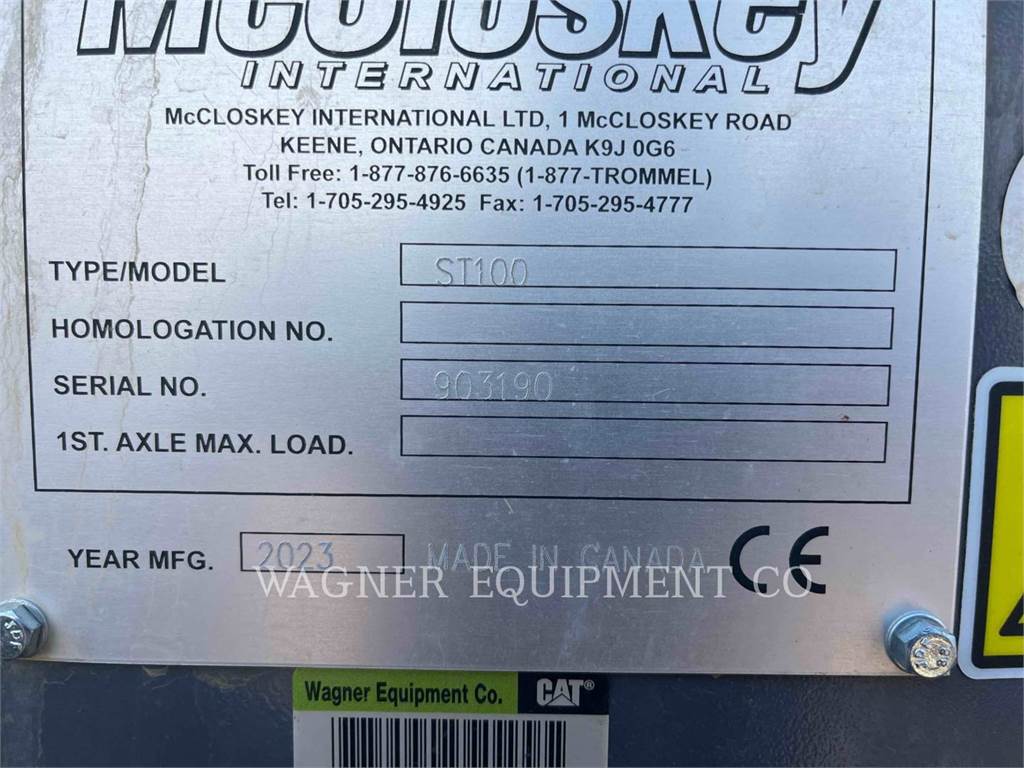 McCloskey
INTERNATIONAL
McCLOSKEY INTERNATIONAL LTD, 1 McCLOSKEY ROAD
KEENE, ONTARIO CANADA K9J 0G6
Toll Free: 1-877-876-6635 (1-877-TROMMEL)
Tel: 1-705-295-4925 Fax: 1-705-295-4777
TYPE/MODEL ST100
HOMOLOGATION NO.
SERIAL NO. 903190
1ST. AXLE MAX. LOAD.
YEAR MFG. 2023 MADE IN CANADA CE
WAGNER EQUIPMENT CO
Wagner Equipment Co. CAT®